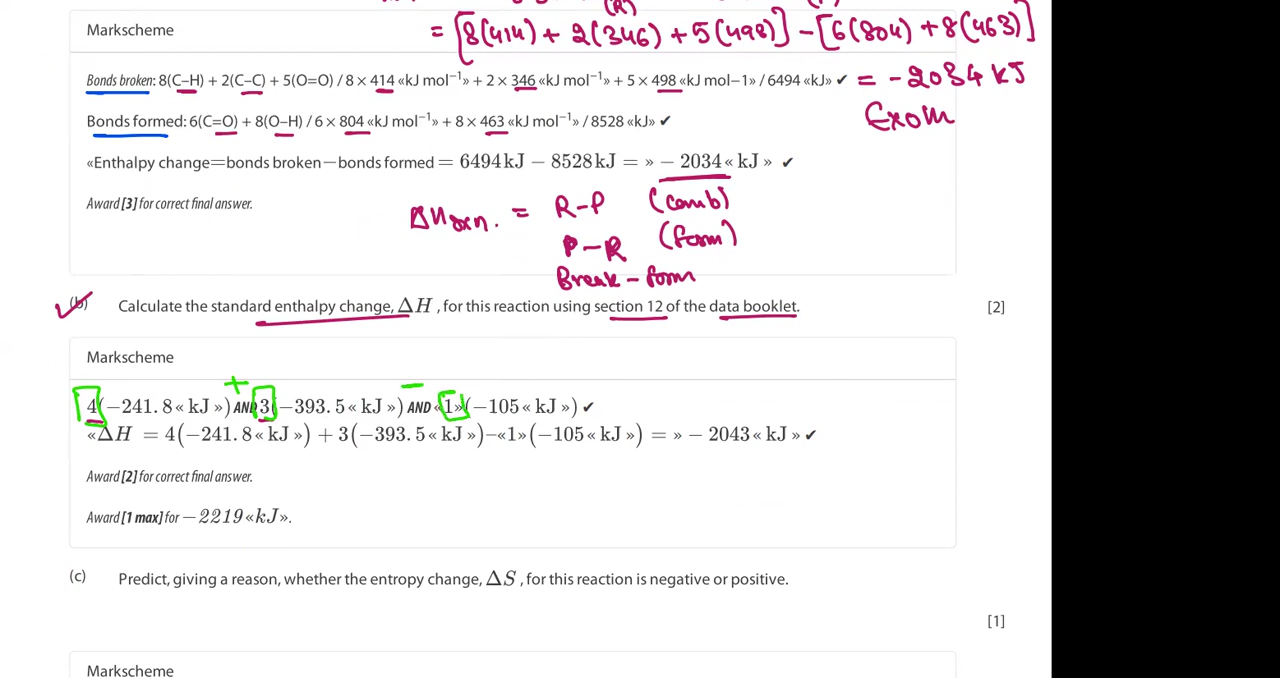 (R)
= [8(414) + 2(346) + 5(498)] - [6(804) + 8(463)]
Markscheme
Bonds broken: 8(C–H) + 2(C–C) + 5(O=O) / 8 × 414 «kJ mol⁻¹» + 2 × 346 «kJ mol⁻¹» + 5 × 498 «kJ mol−1» / 6494 «kJ» ✔ = -2034 kJ
Bonds formed: 6(C=O) + 8(O–H) / 6 × 804 «kJ mol⁻¹» + 8 × 463 «kJ mol⁻¹» / 8528 «kJ» ✔ Exom
«Enthalpy change=bonds broken−bonds formed = 6494 kJ − 8528 kJ = » − 2034 « kJ » ✔
Award [3] for correct final answer.
ΔHrxn. = R-P (comb)
P-R (form)
Break - form
(b) Calculate the standard enthalpy change, ΔH, for this reaction using section 12 of the data booklet. [2]
Markscheme
+ −
4(−241.8 « kJ ») AND 3(−393.5 « kJ ») AND «1» (−105 « kJ ») ✔
«ΔH = 4(−241.8 « kJ ») + 3(−393.5 « kJ »)−«1» (−105 « kJ ») = » − 2043 « kJ » ✔
Award [2] for correct final answer.
Award [1 max] for −2219 «kJ».
(c) Predict, giving a reason, whether the entropy change, ΔS, for this reaction is negative or positive.
[1]
Markscheme